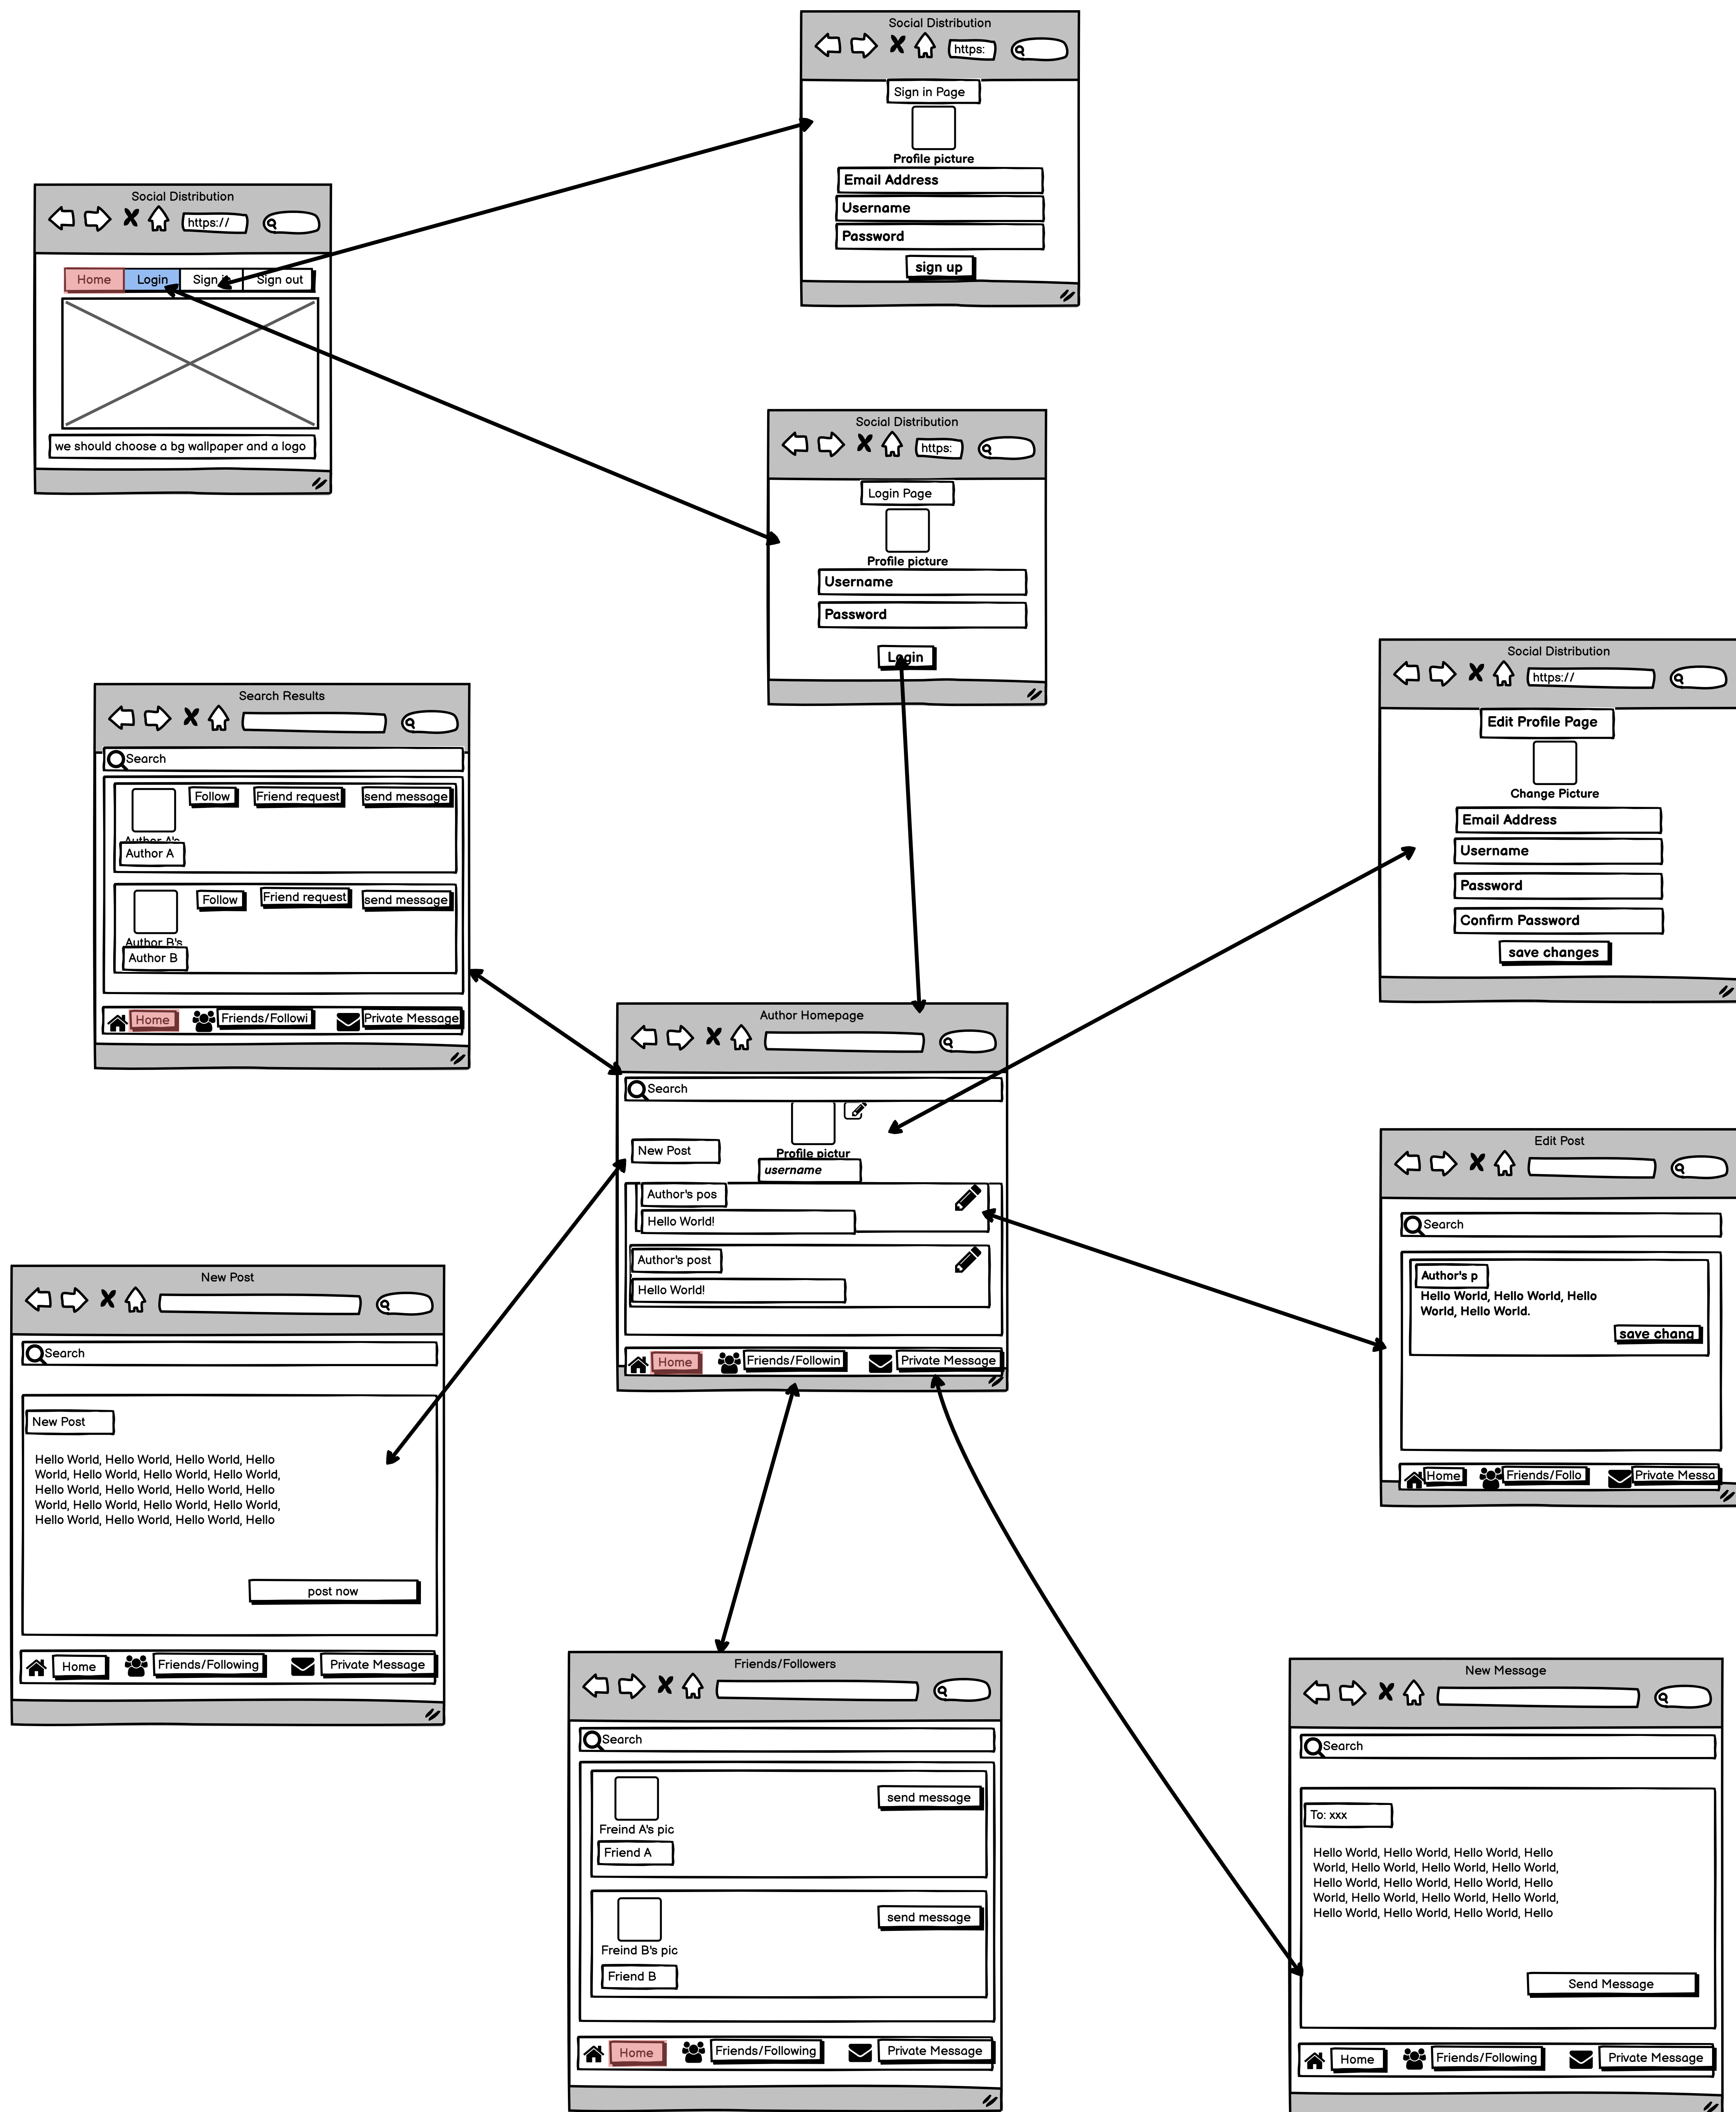 Social Distribution
https:
Sign in Page
Profile picture
Email Address
Username
Password
sign up
Social Distribution
https://
Home Login Sign Sign out
we should choose a bg wallpaper and a logo
Social Distribution
https:
Login Page
Profile picture
Username
Password
Login
Social Distribution
https://
Edit Profile Page
Change Picture
Email Address
Username
Password
Confirm Password
save changes
Search Results
Search
Follow Friend request send message
Author A's
Author A
Follow Friend request send message
Author B's
Author B
Home Friends/Followi Private Message
Author Homepage
Search
New Post
Profile pictur
username
Author's pos
Hello World!
Author's post
Hello World!
Home Friends/Followin Private Message
Edit Post
Search
Author's p
Hello World, Hello World, Hello
World, Hello World.
save chang
Home Friends/Follo Private Messa
New Post
Search
New Post
Hello World, Hello World, Hello World, Hello
World, Hello World, Hello World, Hello World,
Hello World, Hello World, Hello World, Hello
World, Hello World, Hello World, Hello World,
Hello World, Hello World, Hello World, Hello
post now
Home Friends/Following Private Message
Friends/Followers
Search
send message
Freind A's pic
Friend A
send message
Freind B's pic
Friend B
Home Friends/Following Private Message
New Message
Search
To: xxx
Hello World, Hello World, Hello World, Hello
World, Hello World, Hello World, Hello World,
Hello World, Hello World, Hello World, Hello
World, Hello World, Hello World, Hello World,
Hello World, Hello World, Hello World, Hello
Send Message
Home Friends/Following Private Message